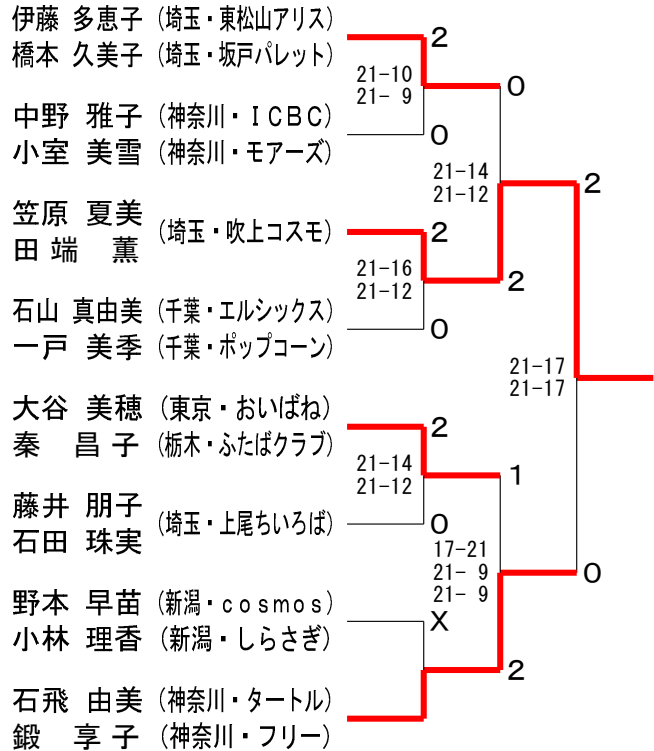 伊藤 多恵子 (埼玉・東松山アリス)
橋本 久美子 (埼玉・坂戸パレット)
2
21-10
21- 9
0
中野 雅子 (神奈川・ICBC)
小室 美雪 (神奈川・モアーズ)
0
21-14
21-12
2
笠原 夏美
田端 薫
(埼玉・吹上コスモ)
2
21-16
21-12
2
石山 真由美 (千葉・エルシックス)
一戸 美季 (千葉・ポップコーン)
0
21-17
21-17
大谷 美穂 (東京・おいばね)
秦 昌子 (栃木・ふたばクラブ)
2
21-14
21-12
1
藤井 朋子
石田 珠実
(埼玉・上尾ちいろば)
0
17-21
21- 9
21- 9
0
野本 早苗 (新潟・cosmos)
小林 理香 (新潟・しらさぎ)
X
2
石飛 由美 (神奈川・タートル)
鍛 享子 (神奈川・フリー)